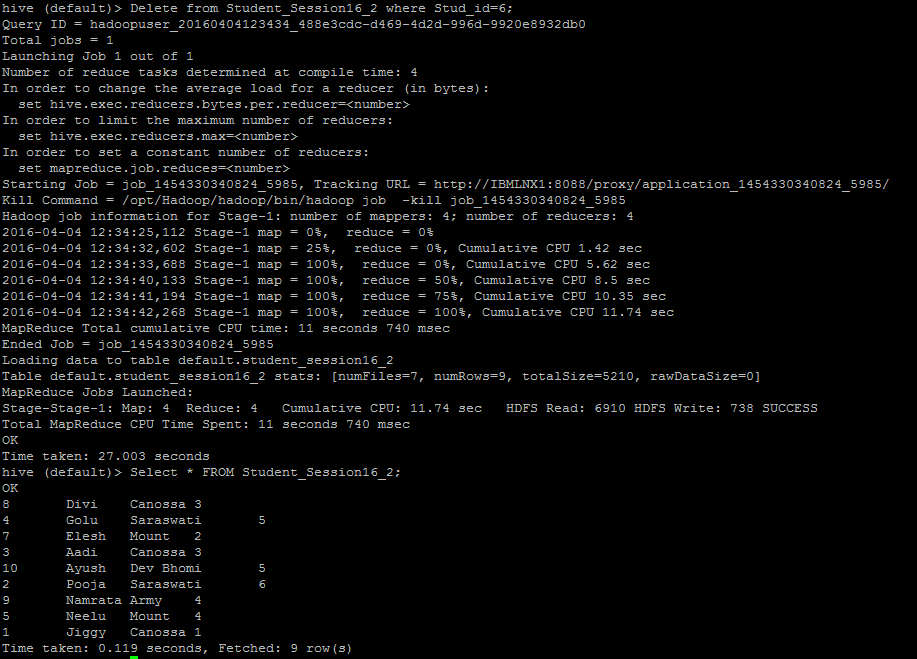 hive (default)> Delete from Student_Session16_2 where Stud_id=6;
Query ID = hadoopuser_20160404123434_488e3cdc-d469-4d2d-996d-9920e8932db0
Total jobs = 1
Launching Job 1 out of 1
Number of reduce tasks determined at compile time: 4
In order to change the average load for a reducer (in bytes):
  set hive.exec.reducers.bytes.per.reducer=<number>
In order to limit the maximum number of reducers:
  set hive.exec.reducers.max=<number>
In order to set a constant number of reducers:
  set mapreduce.job.reduces=<number>
Starting Job = job_1454330340824_5985, Tracking URL = http://IBMLNX1:8088/proxy/application_1454330340824_5985/
Kill Command = /opt/Hadoop/hadoop/bin/hadoop job  -kill job_1454330340824_5985
Hadoop job information for Stage-1: number of mappers: 4; number of reducers: 4
2016-04-04 12:34:25,112 Stage-1 map = 0%,  reduce = 0%
2016-04-04 12:34:32,602 Stage-1 map = 25%,  reduce = 0%, Cumulative CPU 1.42 sec
2016-04-04 12:34:33,688 Stage-1 map = 100%,  reduce = 0%, Cumulative CPU 5.62 sec
2016-04-04 12:34:40,133 Stage-1 map = 100%,  reduce = 50%, Cumulative CPU 8.5 sec
2016-04-04 12:34:41,194 Stage-1 map = 100%,  reduce = 75%, Cumulative CPU 10.35 sec
2016-04-04 12:34:42,268 Stage-1 map = 100%,  reduce = 100%, Cumulative CPU 11.74 sec
MapReduce Total cumulative CPU time: 11 seconds 740 msec
Ended Job = job_1454330340824_5985
Loading data to table default.student_session16_2
Table default.student_session16_2 stats: [numFiles=7, numRows=9, totalSize=5210, rawDataSize=0]
MapReduce Jobs Launched:
Stage-Stage-1: Map: 4  Reduce: 4   Cumulative CPU: 11.74 sec   HDFS Read: 6910 HDFS Write: 738 SUCCESS
Total MapReduce CPU Time Spent: 11 seconds 740 msec
OK
Time taken: 27.003 seconds
hive (default)> Select * FROM Student_Session16_2;
OK
8       Divi    Canossa 3
4       Golu    Saraswati       5
7       Elesh   Mount   2
3       Aadi    Canossa 3
10      Ayush   Dev Bhomi       5
2       Pooja   Saraswati       6
9       Namrata Army    4
5       Neelu   Mount   4
1       Jiggy   Canossa 1
Time taken: 0.119 seconds, Fetched: 9 row(s)